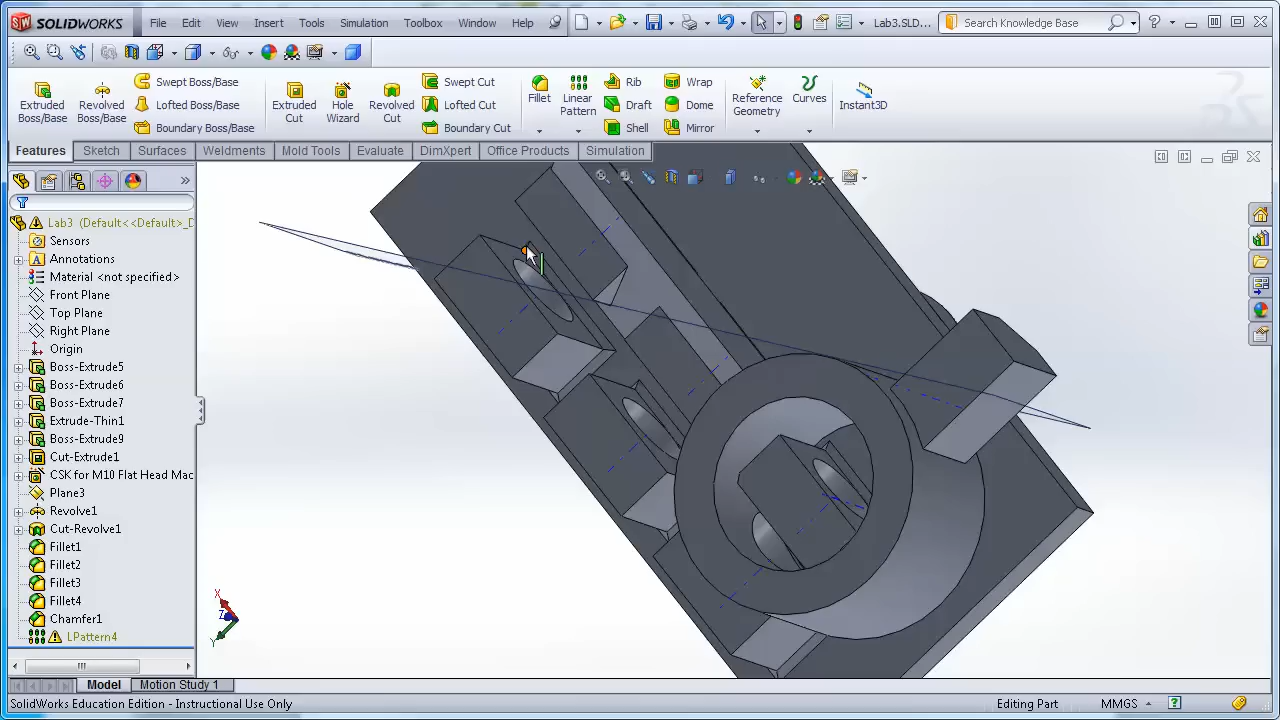 SOLIDWORKS File Edit View Insert Tools Simulation Toolbox Window Help Lab3.SLD... Search Knowledge Base ?
Extruded Boss/Base
Revolved Boss/Base
Swept Boss/Base
Lofted Boss/Base
Boundary Boss/Base
Extruded Cut
Hole Wizard
Revolved Cut
Swept Cut
Lofted Cut
Boundary Cut
Fillet
Linear Pattern
Rib
Draft
Shell
Wrap
Dome
Mirror
Reference Geometry
Curves
Instant3D
Features Sketch Surfaces Weldments Mold Tools Evaluate DimXpert Office Products Simulation
»
Lab3 (Default<<Default>_D
Sensors
Annotations
Material <not specified>
Front Plane
Top Plane
Right Plane
Origin
Boss-Extrude5
Boss-Extrude6
Boss-Extrude7
Extrude-Thin1
Boss-Extrude9
Cut-Extrude1
CSK for M10 Flat Head Mac
Plane3
Revolve1
Cut-Revolve1
Fillet1
Fillet2
Fillet3
Fillet4
Chamfer1
LPattern4
X
Z
Y
Model Motion Study 1
SolidWorks Education Edition - Instructional Use Only Editing Part MMGS ?